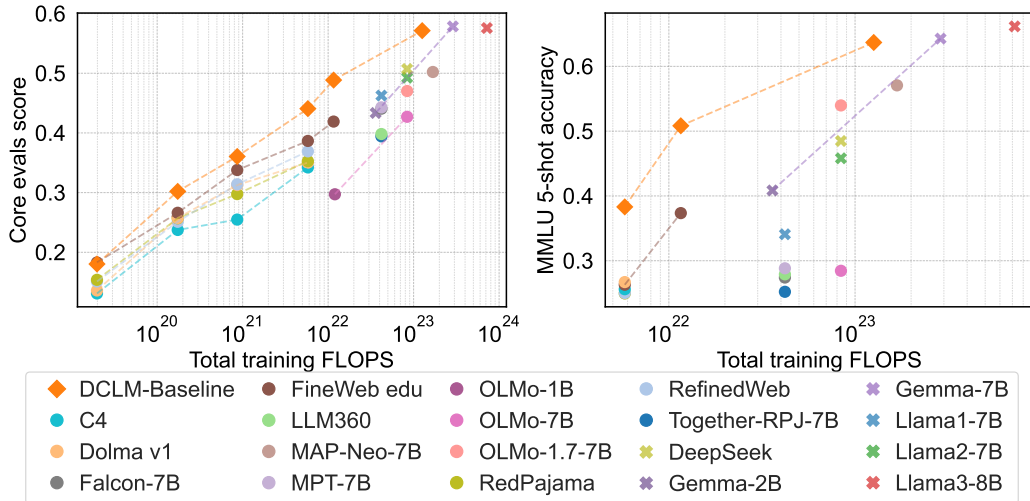 0.6
0.5
0.4
0.3
0.2
Core evals score
10^20
10^21
10^22
10^23
10^24
Total training FLOPS
0.6
0.5
0.4
0.3
MMLU 5-shot accuracy
10^22
10^23
Total training FLOPS
DCLM-Baseline
C4
Dolma v1
Falcon-7B
FineWeb edu
LLM360
MAP-Neo-7B
MPT-7B
OLMo-1B
OLMo-7B
OLMo-1.7-7B
RedPajama
RefinedWeb
Together-RPJ-7B
DeepSeek
Gemma-2B
Gemma-7B
Llama1-7B
Llama2-7B
Llama3-8B